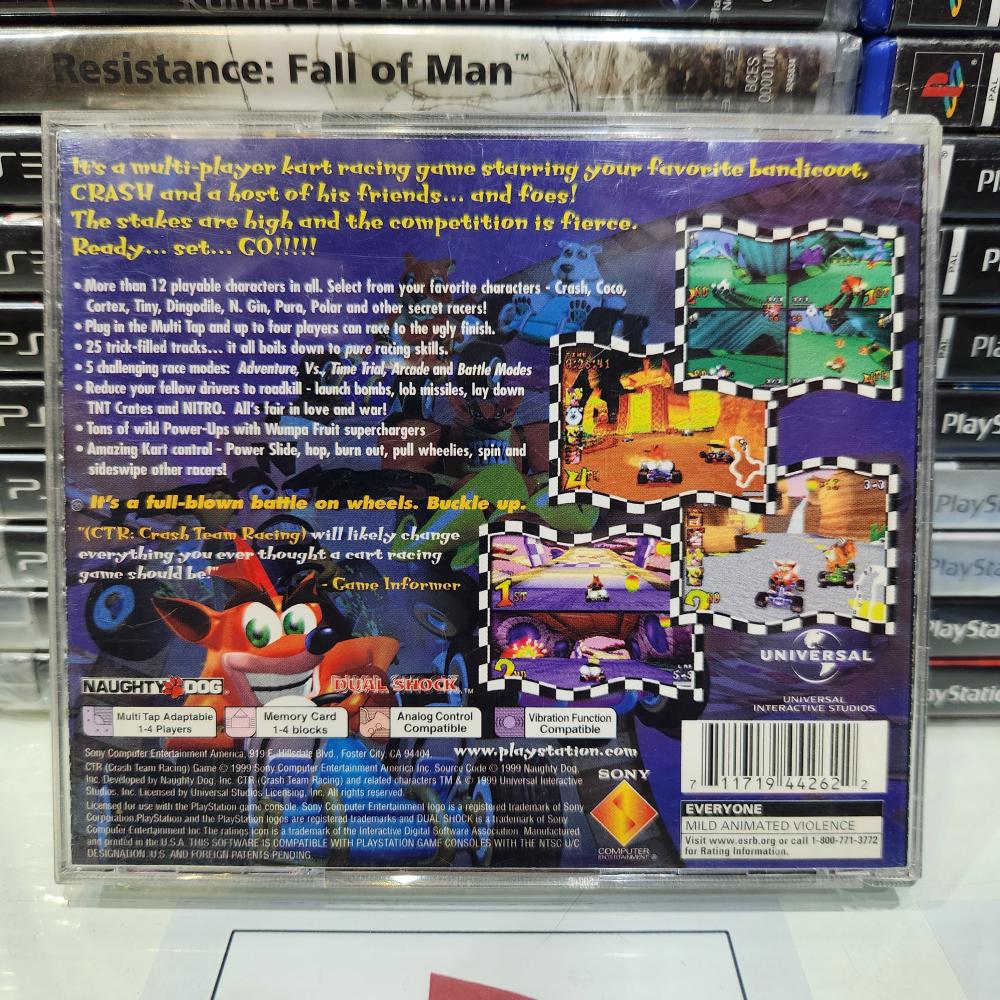 KOMPLETE EDITION
Resistance: Fall of Man™
BCES
00001/W
PAL
PS3
It's a multi-player kart racing game starring your favorite bandicoot,
CRASH and a host of his friends... and foes!
The stakes are high and the competition is fierce.
Ready... set... GO!!!!!
• More than 12 playable characters in all. Select from your favorite characters - Crash, Coco,
Cortex, Tiny, Dingodile, N. Gin, Pura, Polar and other secret racers!
• Plug in the Multi Tap and up to four players can race to the ugly finish.
• 25 trick-filled tracks... it all boils down to pure racing skills.
• 5 challenging race modes: Adventure, Vs., Time Trial, Arcade and Battle Modes
• Reduce your fellow drivers to roadkill - launch bombs, lob missiles, lay down
TNT Crates and NITRO. All's fair in love and war!
• Tons of wild Power-Ups with Wumpa Fruit superchargers
• Amazing Kart control - Power Slide, hop, burn out, pull wheelies, spin and
sideswipe other racers!
It's a full-blown battle on wheels. Buckle up.
"(CTR: Crash Team Racing) will likely change
everything you ever thought a cart racing
game should be!"
- Game Informer
TIME
1ST
2ND
4TH
NAUGHTY DOG®
DUAL SHOCK™
UNIVERSAL
UNIVERSAL
INTERACTIVE STUDIOS
Multi Tap Adaptable
1-4 Players
Memory Card
1-4 blocks
Analog Control
Compatible
Vibration Function
Compatible
Sony Computer Entertainment America, 919 E. Hillsdale Blvd., Foster City, CA 94404
www.playstation.com
CTR (Crash Team Racing) Game © 1999 Sony Computer Entertainment America Inc. Source Code © 1999 Naughty Dog,
Inc. Developed by Naughty Dog, Inc. CTR (Crash Team Racing) and related characters TM & © 1999 Universal Interactive
Studios, Inc. Licensed by Universal Studios Licensing, Inc. All rights reserved.
Licensed for use with the PlayStation game console. Sony Computer Entertainment logo is a registered trademark of Sony
Corporation. PlayStation and the PlayStation logos are registered trademarks and DUAL SHOCK is a trademark of Sony
Computer Entertainment Inc. The ratings icon is a trademark of the Interactive Digital Software Association. Manufactured
and printed in the U.S.A. THIS SOFTWARE IS COMPATIBLE WITH PLAYSTATION GAME CONSOLES WITH THE NTSC U/C
DESIGNATION. U.S. AND FOREIGN PATENTS PENDING.
SONY
COMPUTER
ENTERTAINMENT®
7 11719 44262 2
EVERYONE
MILD ANIMATED VIOLENCE
Visit www.esrb.org or call 1-800-771-3772
for Rating Information.
PAL
PAL
PlayStation
PlayStation